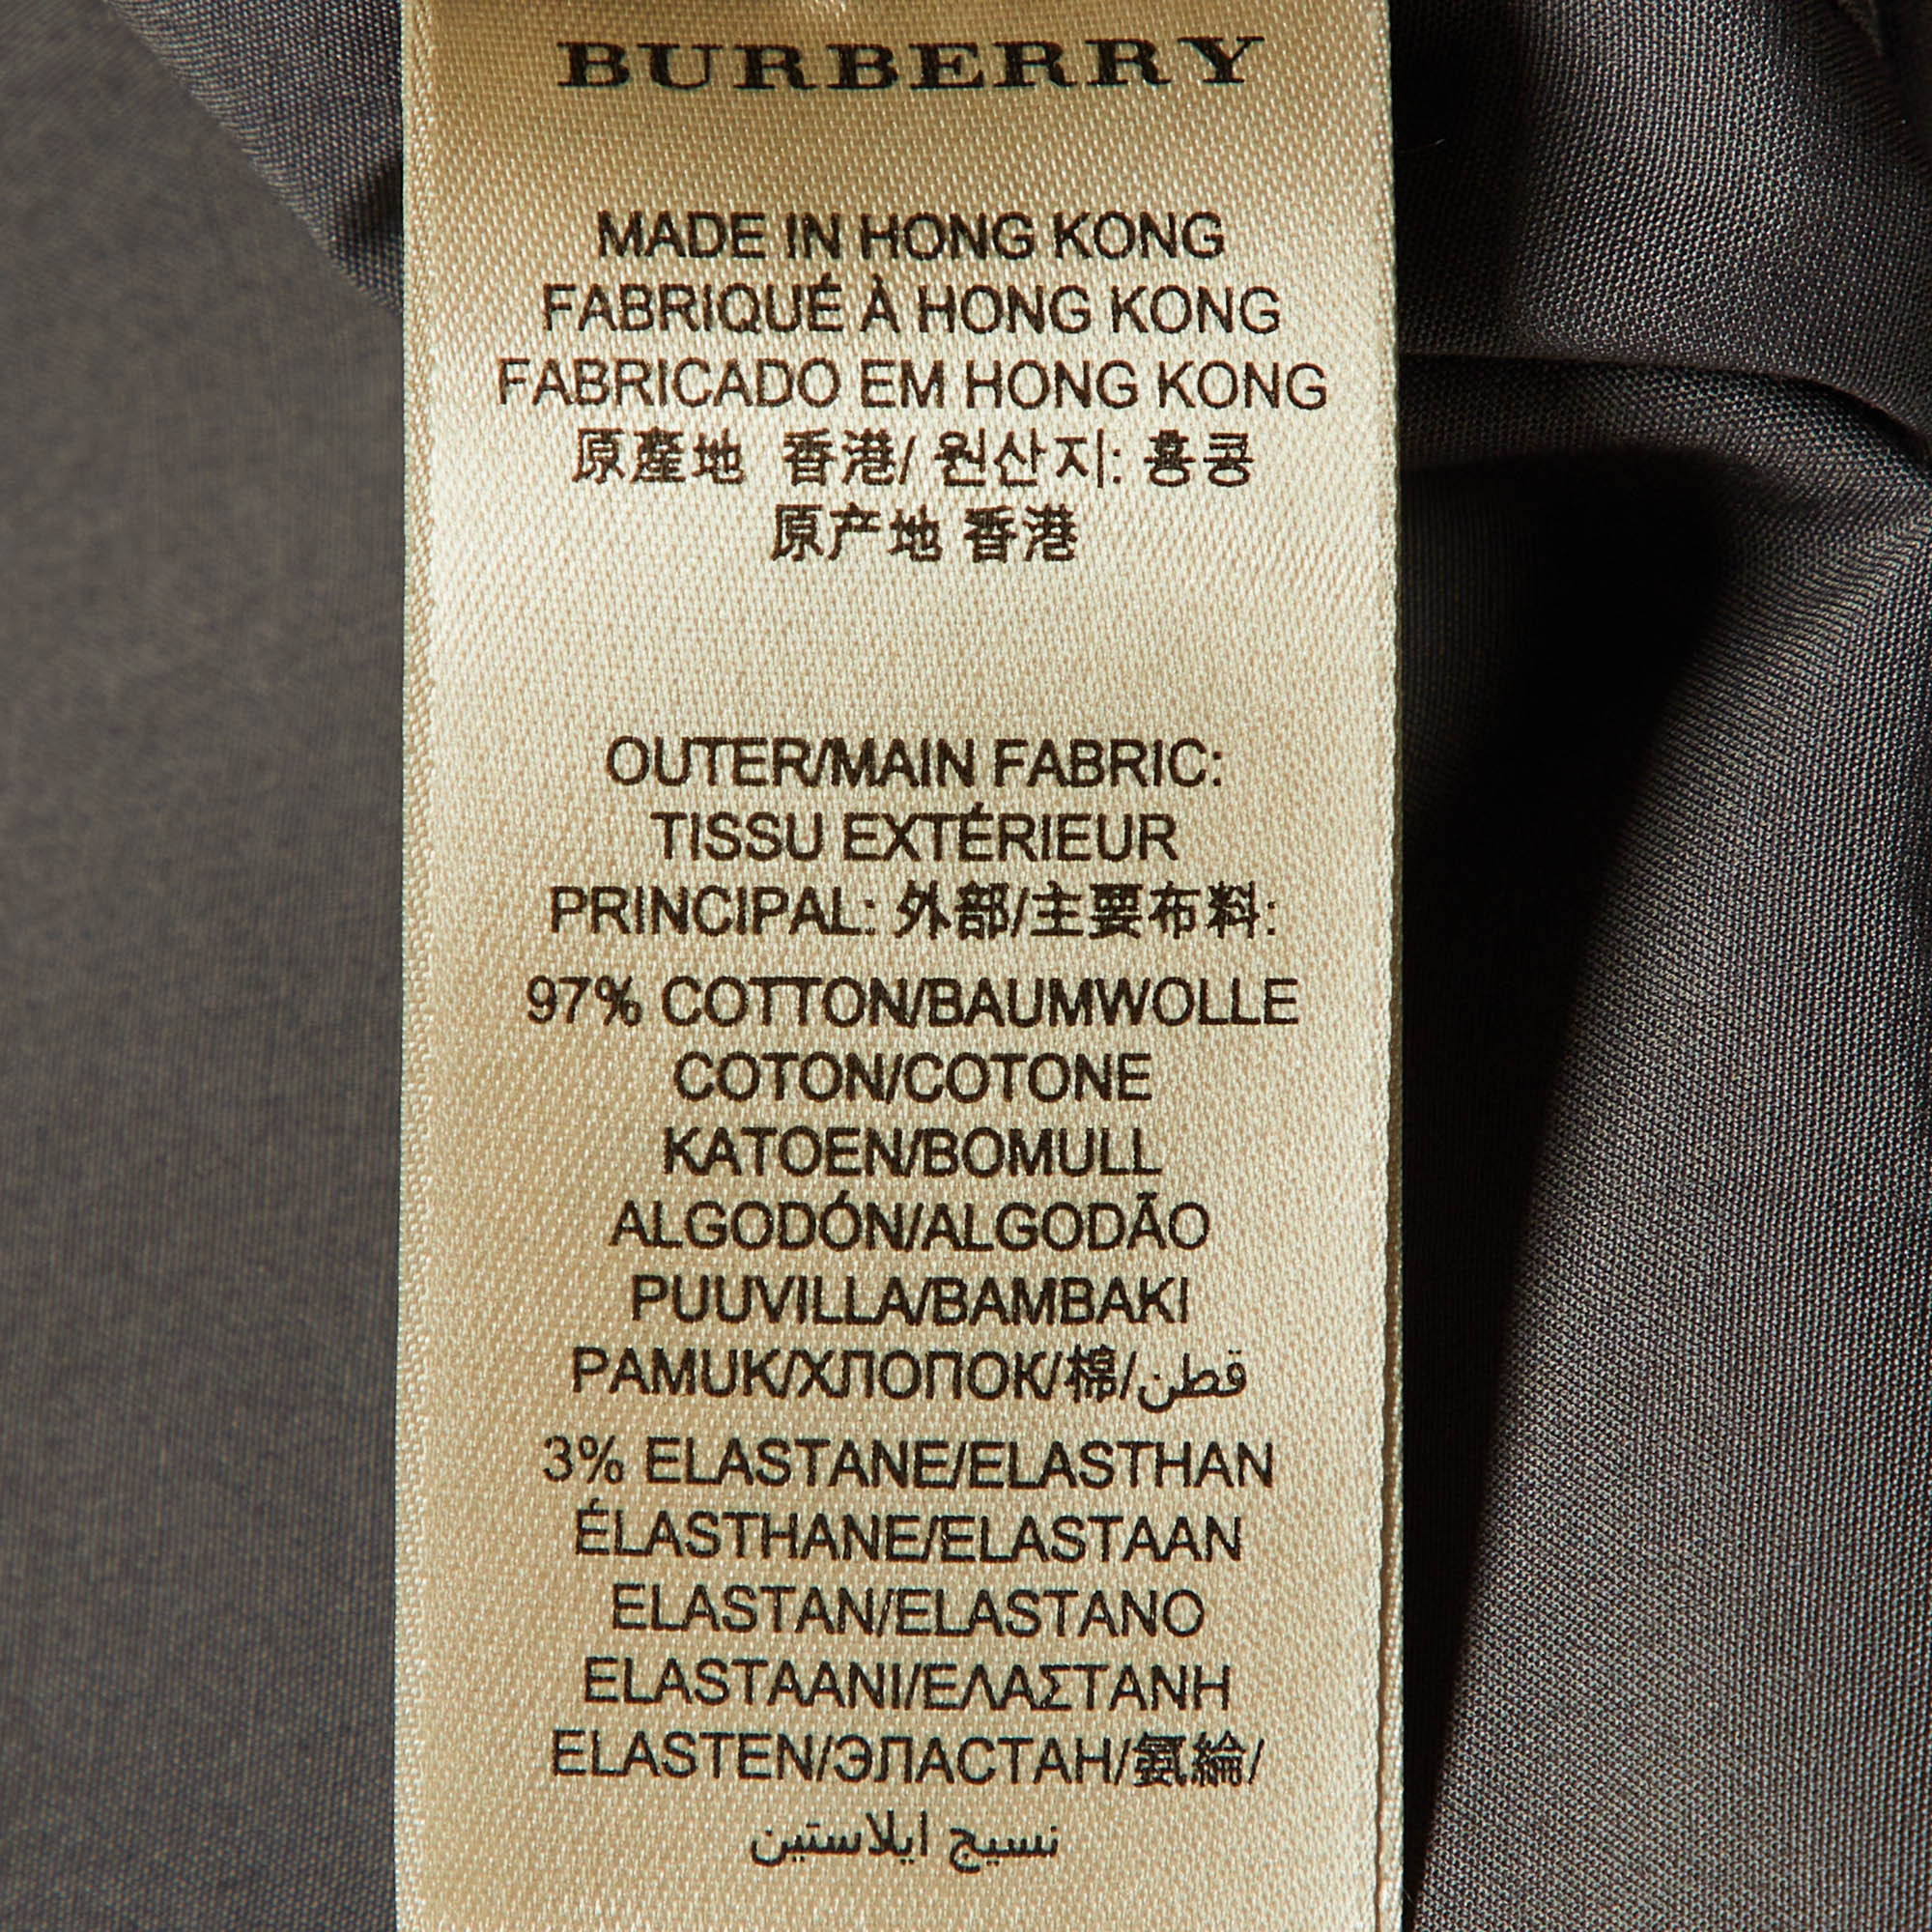 BURBERRY
MADE IN HONG KONG
FABRIQUÉ À HONG KONG
FABRICADO EM HONG KONG
原產地 香港/ 원산지: 홍콩
原产地 香港
OUTER/MAIN FABRIC:
TISSU EXTÉRIEUR
PRINCIPAL: 外部/主要布料:
97% COTTON/BAUMWOLLE
COTON/COTONE
KATOEN/BOMULL
ALGODÓN/ALGODÃO
PUUVILLA/BAMBAKI
PAMUK/ХЛОПОК/棉/قطن
3% ELASTANE/ELASTHAN
ÉLASTHANE/ELASTAAN
ELASTAN/ELASTANO
ELASTAANI/ΕΛΑΣΤΑΝΗ
ELASTEN/ЭЛАСТАН/氨綸/
نسيج ايلاستين